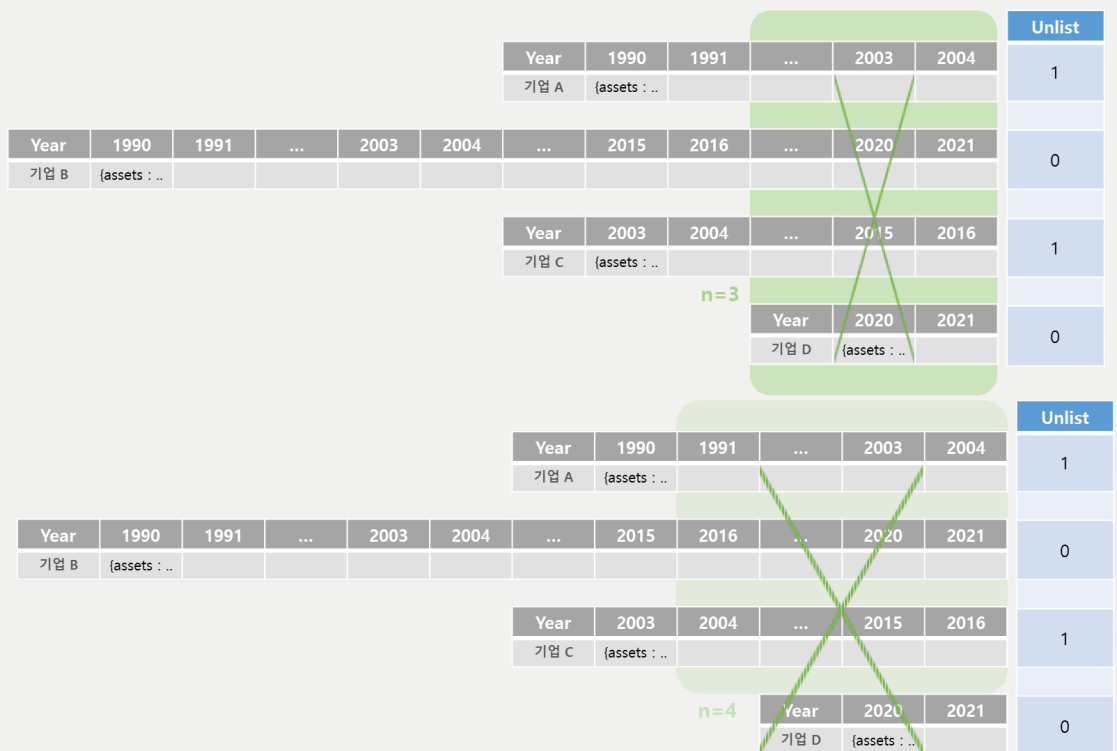 Unlist
Year 1990 1991 ... 2003 2004
1
기업 A {assets : ..
Year 1990 1991 ... 2003 2004 ... 2015 2016 ... 2020 2021
0
기업 B {assets : ..
Year 2003 2004 ... 2015 2016
1
기업 C {assets : ..
n=3
Year 2020 2021
0
기업 D {assets : ..
Unlist
Year 1990 1991 ... 2003 2004
1
기업 A {assets : ..
Year 1990 1991 ... 2003 2004 ... 2015 2016 ... 2020 2021
0
기업 B {assets : ..
Year 2003 2004 ... 2015 2016
1
기업 C {assets : ..
n=4 Year 2020 2021
0
기업 D {assets : ..